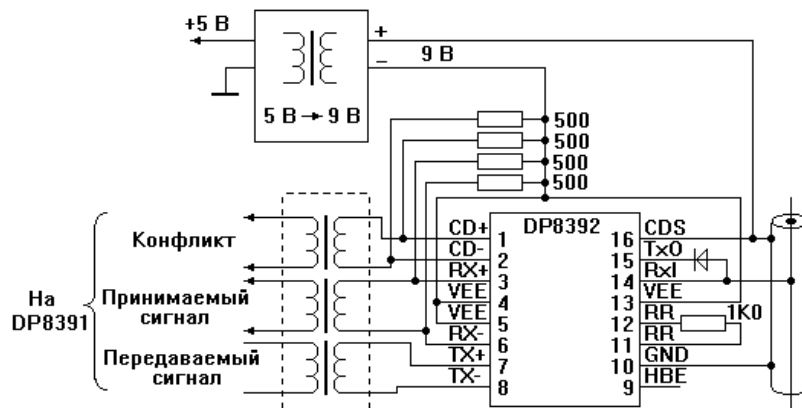 +5 В
+
–
9 В
5 В → 9 В
500
500
500
500
DP8392
CD+ 1
CD- 2
RX+ 3
VEE 4
VEE 5
RX- 6
TX+ 7
TX- 8
16 CDS
15 TxO
14 RxI
13 VEE
12 RR
11 RR
10 GND
9 HBE
1K0
Конфликт
Принимаемый
сигнал
Передаваемый
сигнал
На
DP8391